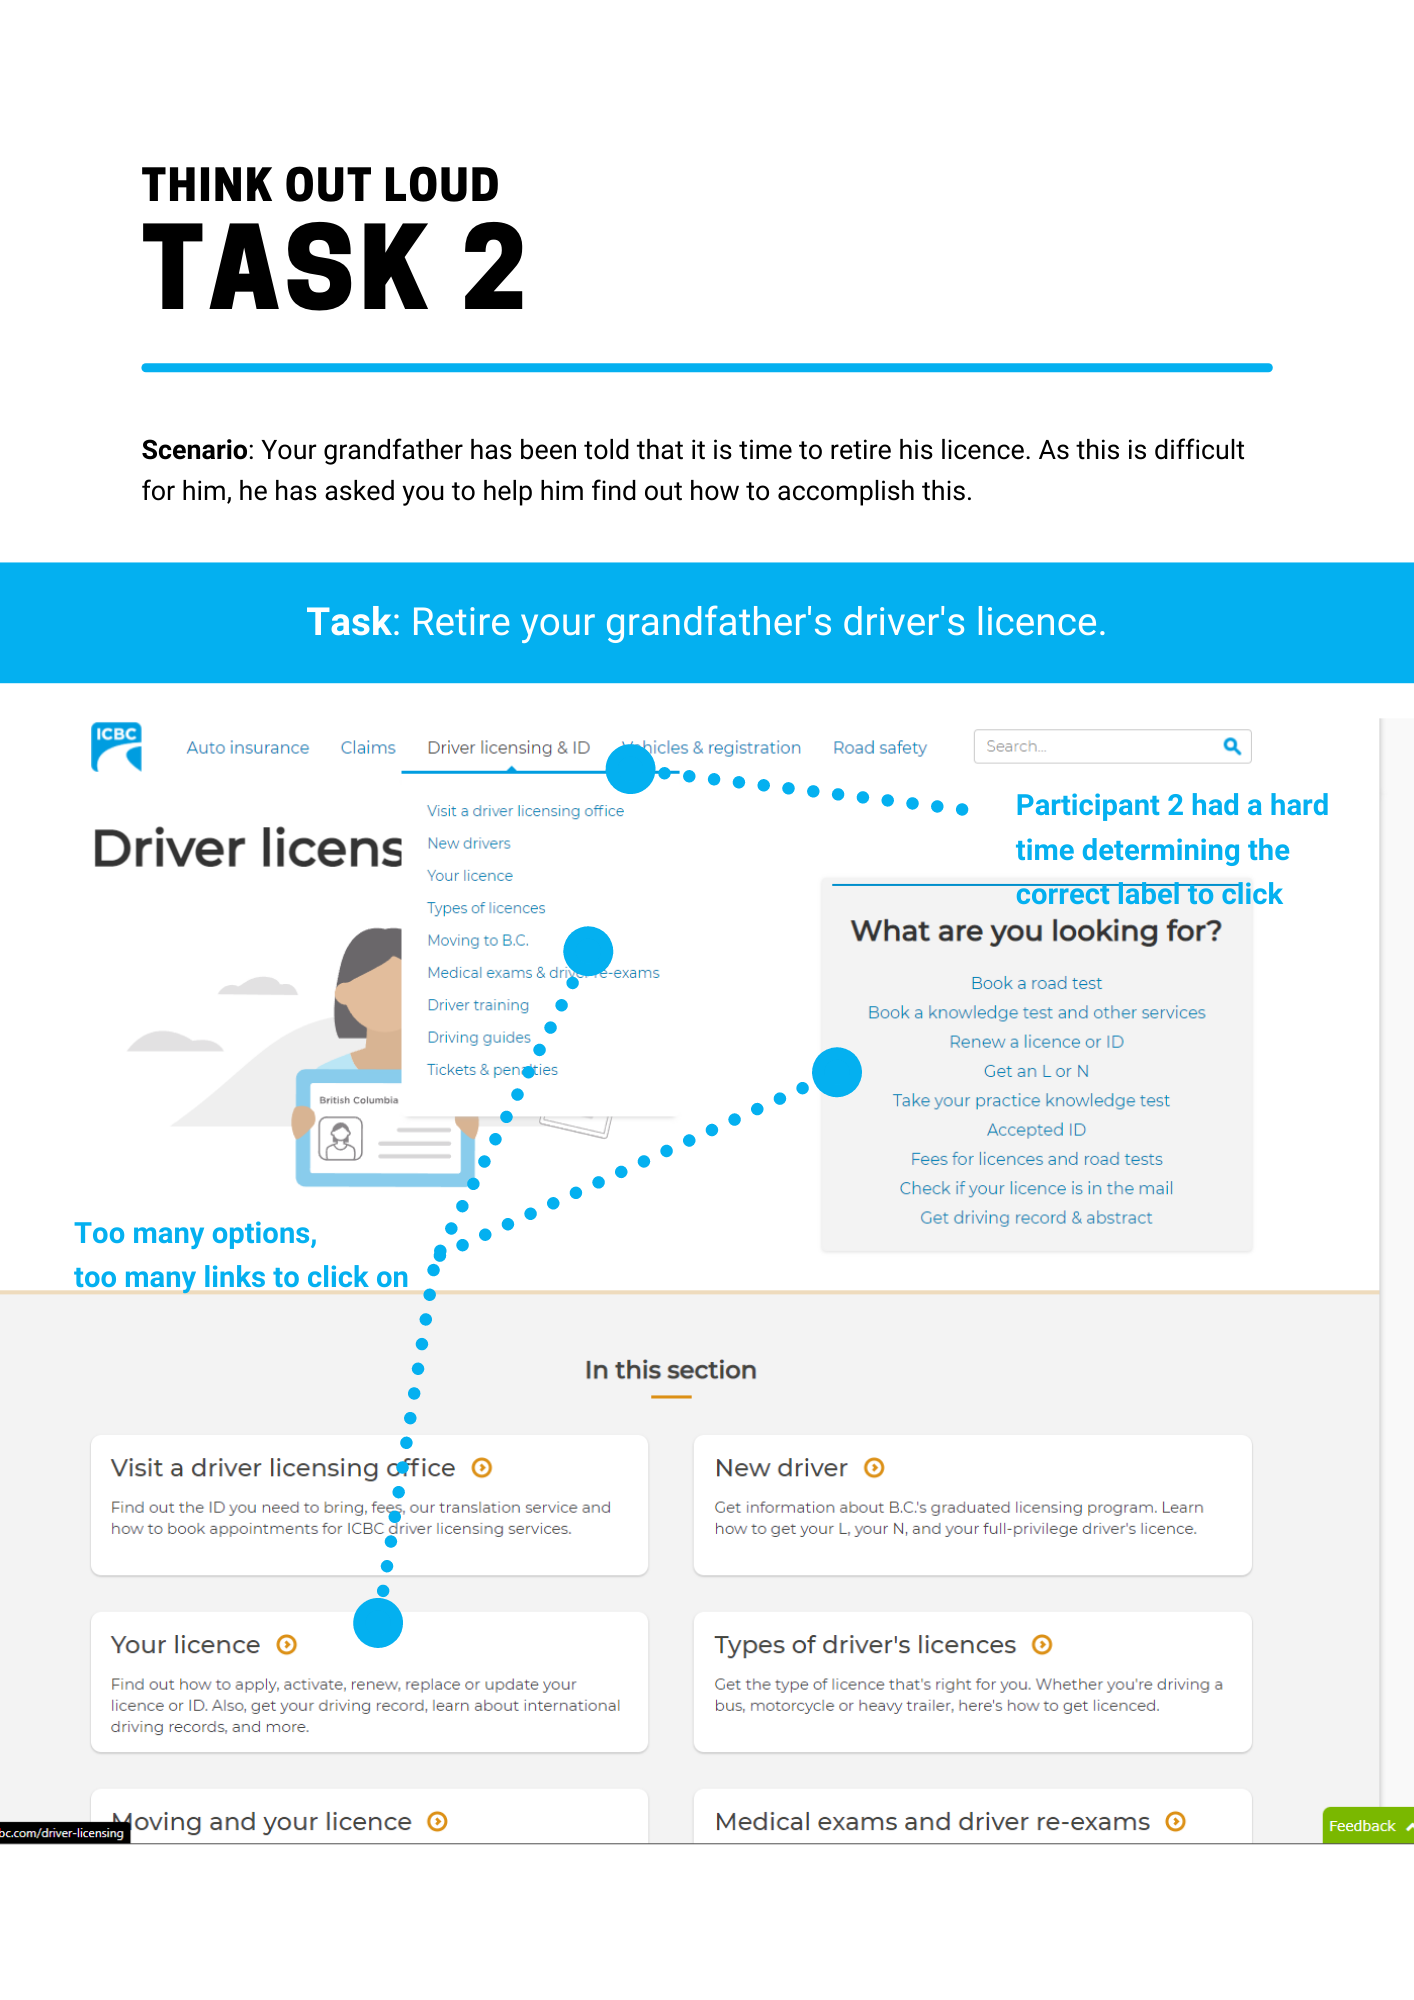 THINK OUT LOUD
TASK 2
Scenario: Your grandfather has been told that it is time to retire his licence. As this is difficult
for him, he has asked you to help him find out how to accomplish this.
Task: Retire your grandfather's driver's licence.
ICBC
Auto insurance
Claims
Driver licensing & ID
Vehicles & registration
Road safety
Search...
Participant 2 had a hard
time determining the
correct label to click
Driver licens
Visit a driver licensing office
New drivers
Your licence
Types of licences
Moving to B.C.
Medical exams & driver re-exams
Driver training
Driving guides
Tickets & penalties
British Columbia
What are you looking for?
Book a road test
Book a knowledge test and other services
Renew a licence or ID
Get an L or N
Take your practice knowledge test
Accepted ID
Fees for licences and road tests
Check if your licence is in the mail
Get driving record & abstract
Too many options,
too many links to click on
In this section
Visit a driver licensing office
Find out the ID you need to bring, fees, our translation service and
how to book appointments for ICBC driver licensing services.
New driver
Get information about B.C.'s graduated licensing program. Learn
how to get your L, your N, and your full-privilege driver's licence.
Your licence
Find out how to apply, activate, renew, replace or update your
licence or ID. Also, get your driving record, learn about international
driving records, and more.
Types of driver's licences
Get the type of licence that's right for you. Whether you're driving a
bus, motorcycle or heavy trailer, here's how to get licenced.
Moving and your licence
Medical exams and driver re-exams
bc.com/driver-licensing
Feedback